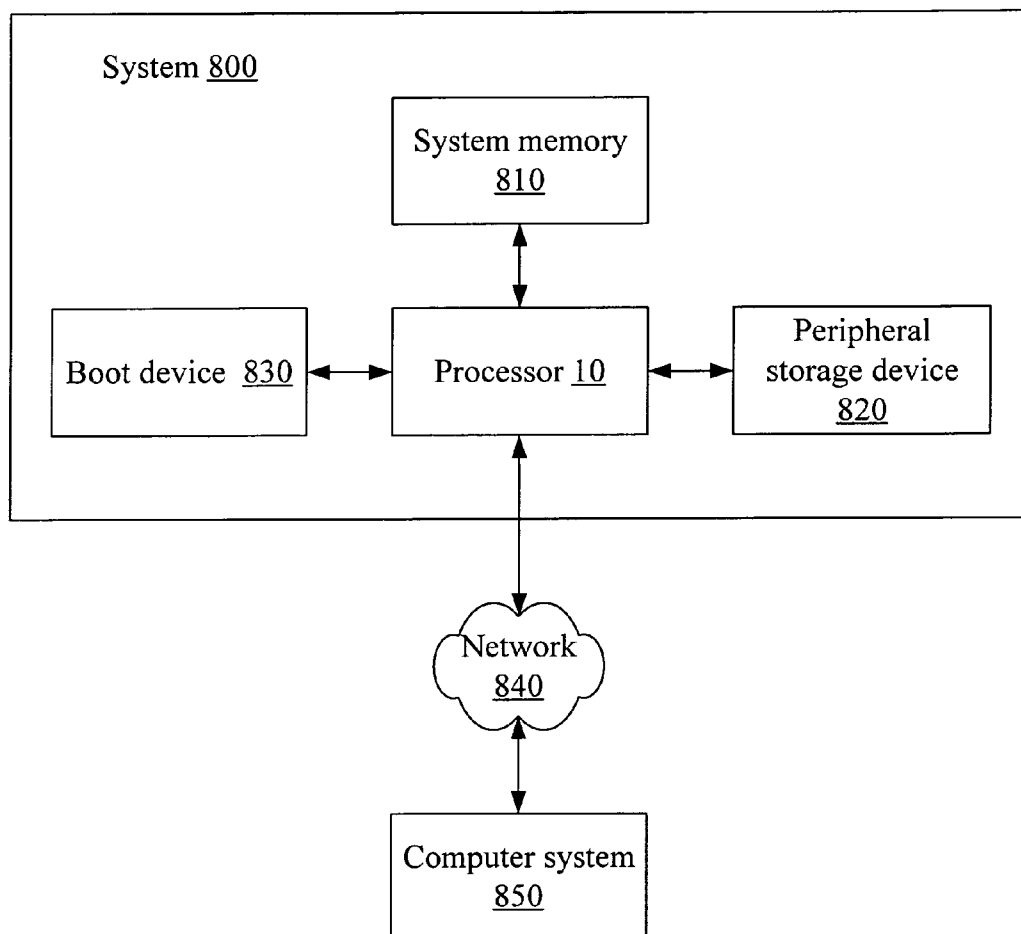 System 800
System memory
810
Boot device 830
Processor 10
Peripheral
storage device
820
Network
840
Computer system
850